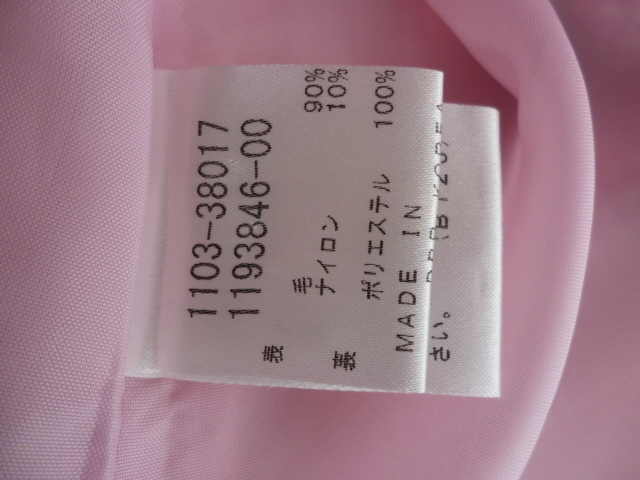 1103-38017
1193846-00
表
毛 90%
ナイロン 10%
裏
ポリエステル 100%
MADE IN
さい。